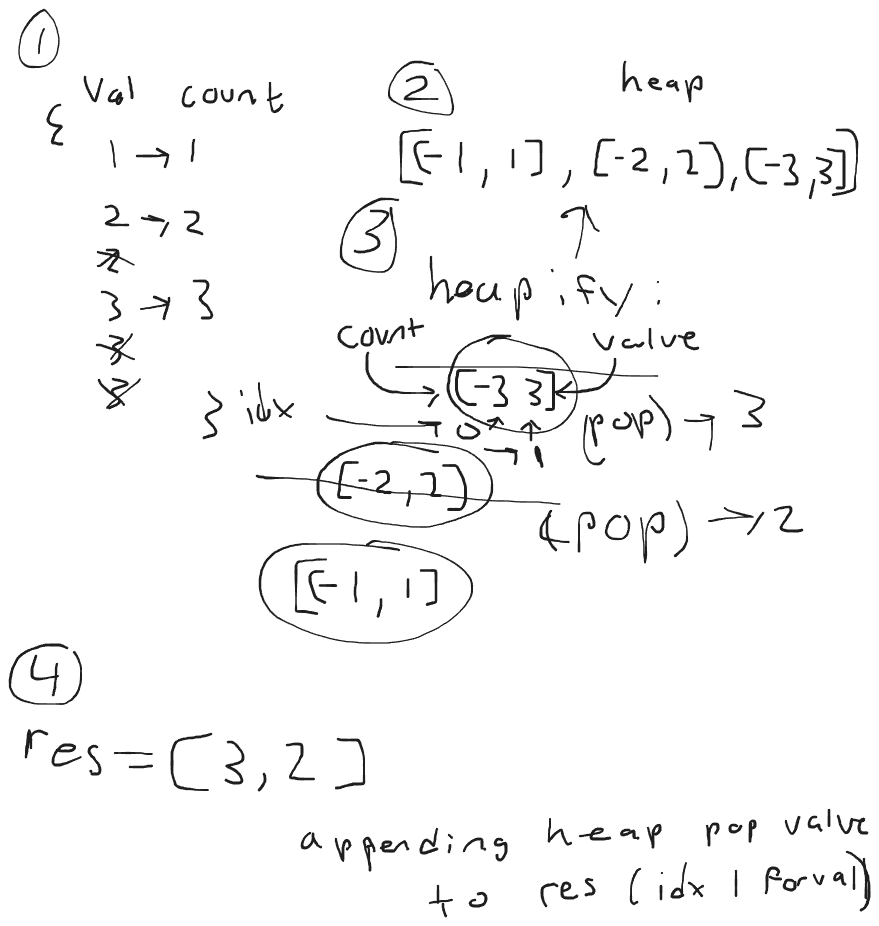 1
Val count
{
1 → 1
2 → 2
2
3 → 3
3
3
} idx
2 heap
[[-1, 1], [-2, 2], [-3, 3]]
3
heapify:
count value
[-3 3] (pop) → 3
→ 0
→ 1
[-2, 2] (pop) → 2
[-1, 1]
4
res = [3, 2]
appending heap pop value
to res (idx 1 for val)